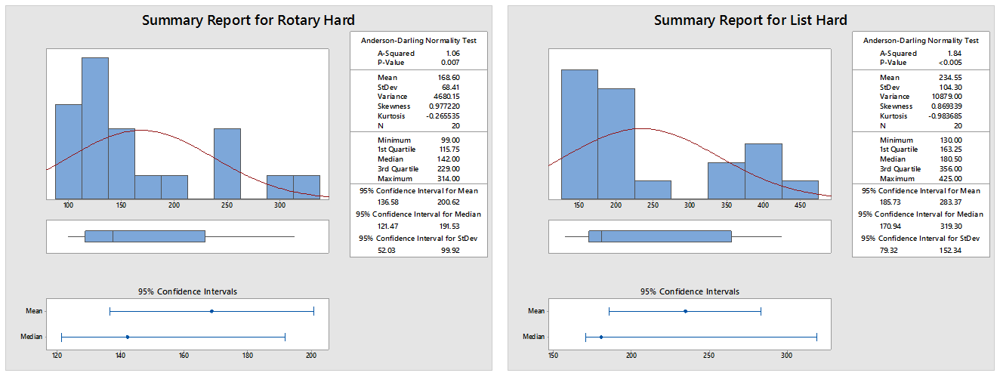 Summary Report for Rotary Hard
Anderson-Darling Normality Test
A-Squared 1.06
P-Value 0.007
Mean 168.60
StDev 68.41
Variance 4680.15
Skewness 0.977220
Kurtosis -0.265535
N 20
Minimum 99.00
1st Quartile 115.75
Median 142.00
3rd Quartile 229.00
Maximum 314.00
95% Confidence Interval for Mean
136.58 200.62
95% Confidence Interval for Median
121.47 191.53
95% Confidence Interval for StDev
52.03 99.92
100 150 200 250 300
95% Confidence Intervals
Mean
Median
120 140 160 180 200
Summary Report for List Hard
Anderson-Darling Normality Test
A-Squared 1.84
P-Value <0.005
Mean 234.55
StDev 104.30
Variance 10879.00
Skewness 0.869339
Kurtosis -0.983685
N 20
Minimum 130.00
1st Quartile 163.25
Median 180.50
3rd Quartile 356.00
Maximum 425.00
95% Confidence Interval for Mean
185.73 283.37
95% Confidence Interval for Median
170.94 319.30
95% Confidence Interval for StDev
79.32 152.34
150 200 250 300 350 400 450
95% Confidence Intervals
Mean
Median
150 200 250 300